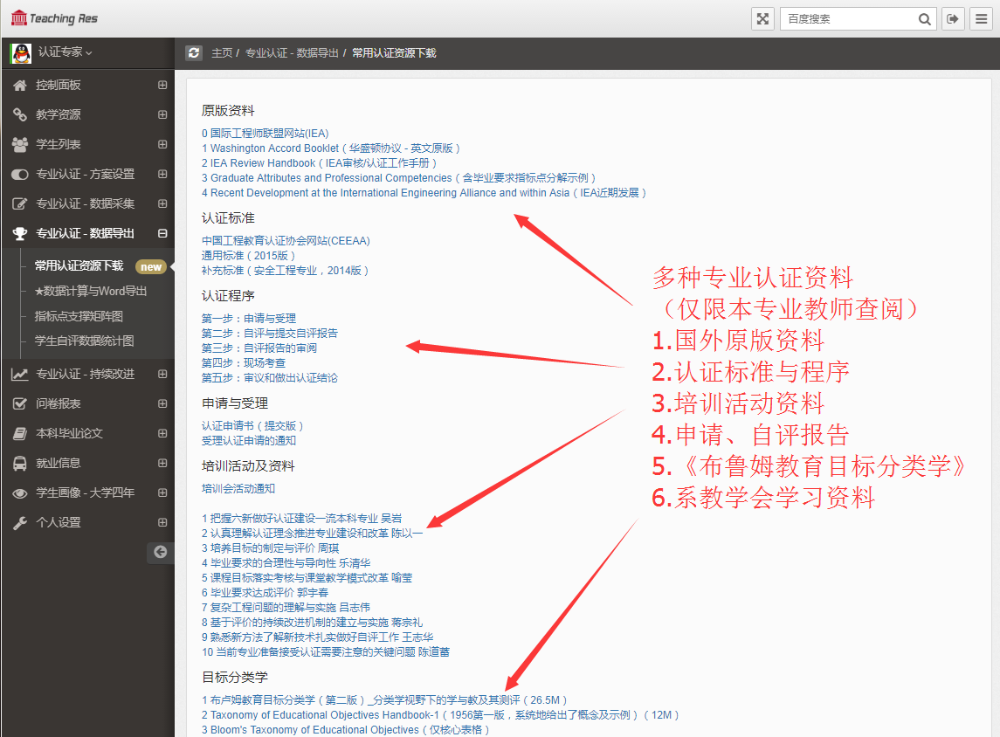 Teaching Res
百度搜索
认证专家
主页 / 专业认证 - 数据导出 / 常用认证资源下载
控制面板
教学资源
学生列表
专业认证 - 方案设置
专业认证 - 数据采集
专业认证 - 数据导出
常用认证资源下载 new
★数据计算与Word导出
指标点支撑矩阵图
学生自评数据统计图
专业认证 - 持续改进
问卷报表
本科毕业论文
就业信息
学生画像 - 大学四年
个人设置
原版资料
0 国际工程师联盟网站(IEA)
1 Washington Accord Booklet（华盛顿协议 - 英文原版）
2 IEA Review Handbook（IEA审核/认证工作手册）
3 Graduate Attributes and Professional Competencies（含毕业要求指标点分解示例）
4 Recent Development at the International Engineering Alliance and within Asia（IEA近期发展）
认证标准
中国工程教育认证协会网站(CEEAA)
通用标准（2015版）
补充标准（安全工程专业，2014版）
认证程序
第一步：申请与受理
第二步：自评与提交自评报告
第三步：自评报告的审阅
第四步：现场考查
第五步：审议和做出认证结论
申请与受理
认证申请书（提交版）
受理认证申请的通知
培训活动及资料
培训会活动通知
1 把握六新做好认证建设一流本科专业 吴岩
2 认真理解认证理念推进专业建设和改革 陈以一
3 培养目标的制定与评价 周琪
4 毕业要求的合理性与导向性 乐清华
5 课程目标落实考核与课堂教学模式改革 喻莹
6 毕业要求达成评价 郭宇春
7 复杂工程问题的理解与实施 吕志伟
8 基于评价的持续改进机制的建立与实施 蒋宗礼
9 熟悉新方法了解新技术扎实做好自评工作 王志华
10 当前专业准备接受认证需要注意的关键问题 陈道蓄
目标分类学
1 布卢姆教育目标分类学（第二版）_分类学视野下的学与教及其测评（26.5M）
2 Taxonomy of Educational Objectives Handbook-1（1956第一版，系统地给出了概念及示例）（12M）
3 Bloom's Taxonomy of Educational Objectives（仅核心表格）
多种专业认证资料
（仅限本专业教师查阅）
1.国外原版资料
2.认证标准与程序
3.培训活动资料
4.申请、自评报告
5.《布鲁姆教育目标分类学》
6.系教学会学习资料